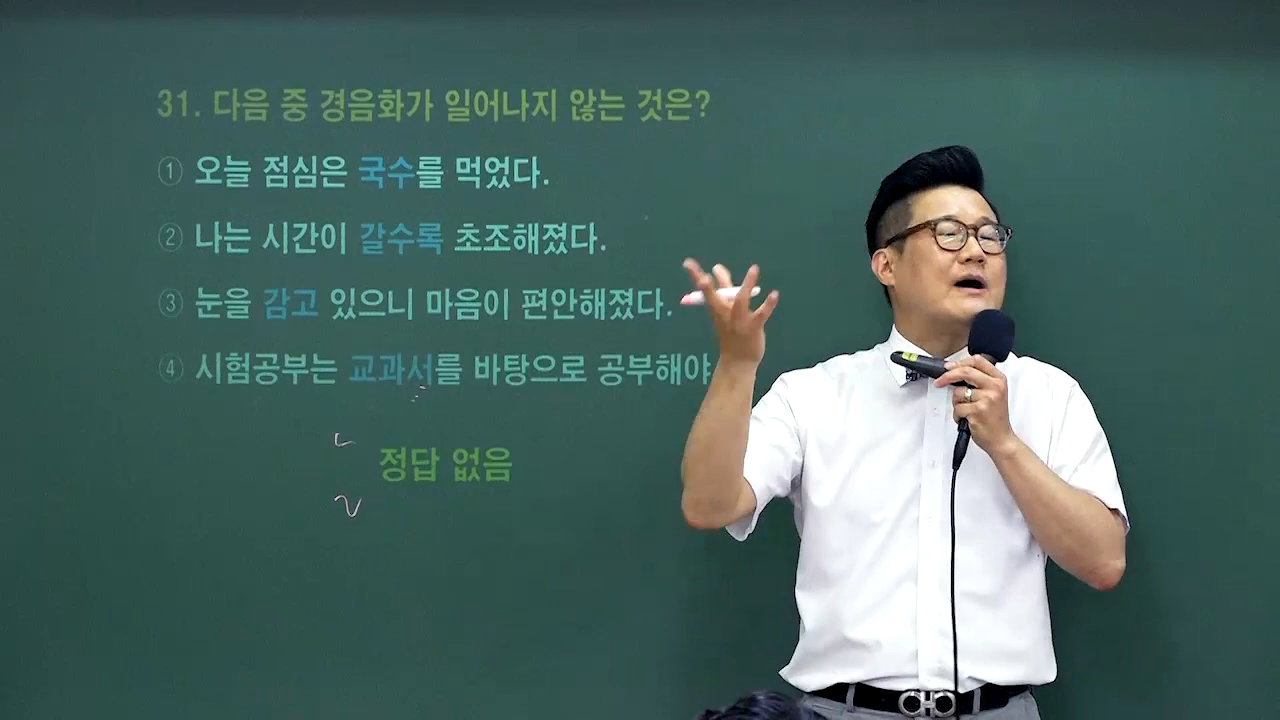 31. 다음 중 경음화가 일어나지 않는 것은?
① 오늘 점심은 국수를 먹었다.
② 나는 시간이 갈수록 초조해졌다.
③ 눈을 감고 있으니 마음이 편안해졌다.
④ 시험공부는 교과서를 바탕으로 공부해야
정답 없음